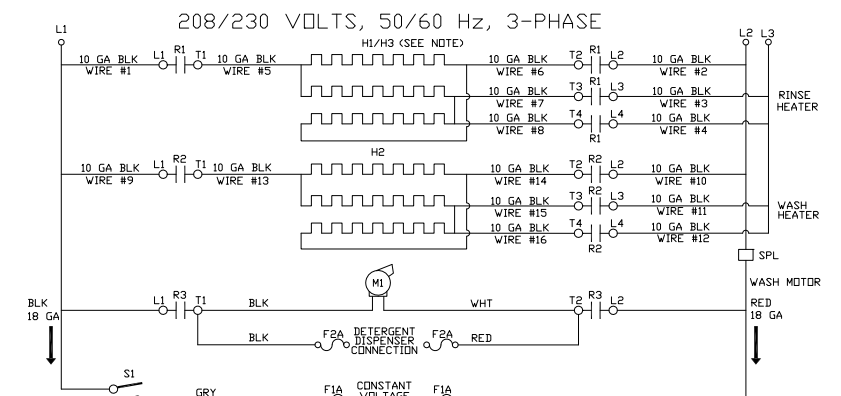 208/230 VOLTS, 50/60 Hz, 3-PHASE
L1
L2 L3
H1/H3 (SEE NOTE)
10 GA BLK L1 R1 T1 10 GA BLK
WIRE #1 WIRE #5
10 GA BLK T2 R1 L2 10 GA BLK
WIRE #6 WIRE #2
10 GA BLK T3 R1 L3 10 GA BLK
WIRE #7 WIRE #3
10 GA BLK T4 L4 10 GA BLK
WIRE #8 R1 WIRE #4
RINSE
HEATER
H2
10 GA BLK L1 R2 T1 10 GA BLK
WIRE #9 WIRE #13
10 GA BLK T2 R2 L2 10 GA BLK
WIRE #14 WIRE #10
10 GA BLK T3 R2 L3 10 GA BLK
WIRE #15 WIRE #11
10 GA BLK T4 L4 10 GA BLK
WIRE #16 R2 WIRE #12
WASH
HEATER
SPL
M1
WASH MOTOR
BLK
18 GA
L1 R3 T1 BLK WHT T2 R3 L2
RED
18 GA
BLK F2A DETERGENT
DISPENSER
CONNECTION F2A RED
S1
GRY F1A CONSTANT
VOLTAGE F1A